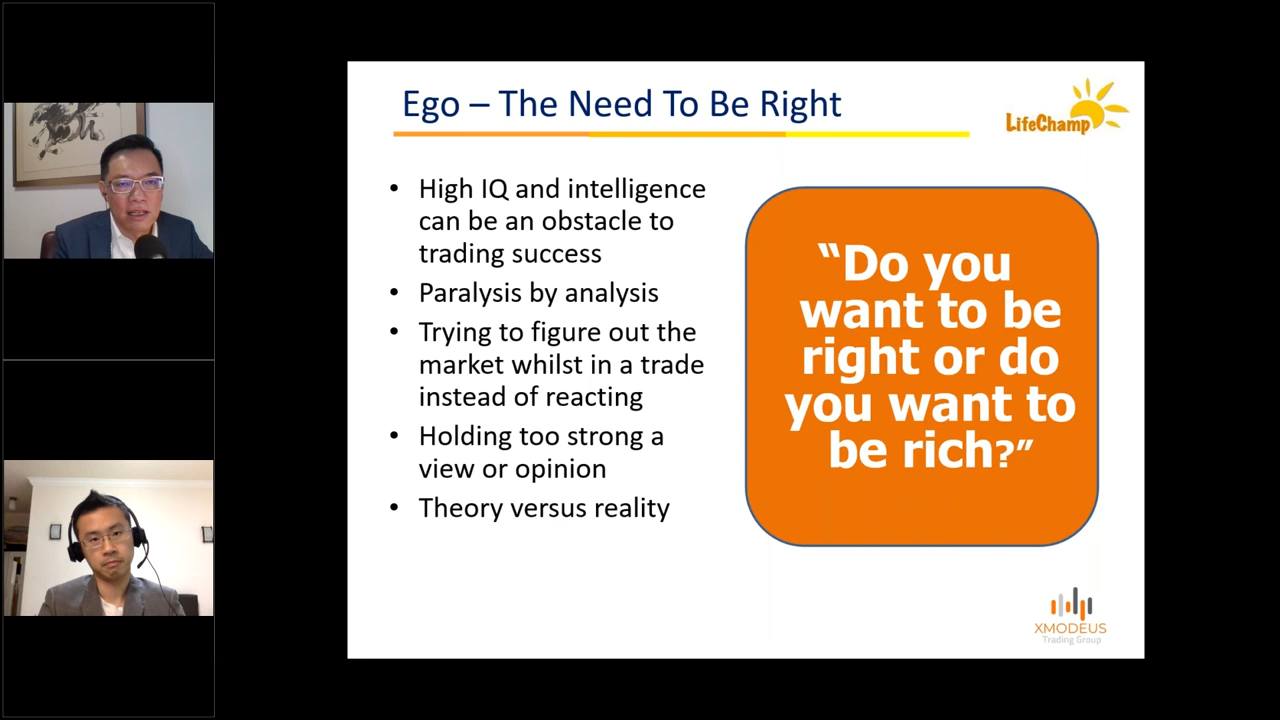 Ego – The Need To Be Right
LifeChamp
• High IQ and intelligence
can be an obstacle to
trading success
• Paralysis by analysis
• Trying to figure out the
market whilst in a trade
instead of reacting
• Holding too strong a
view or opinion
• Theory versus reality
“Do you
want to be
right or do
you want to
be rich?”
XMODEUS
Trading Group